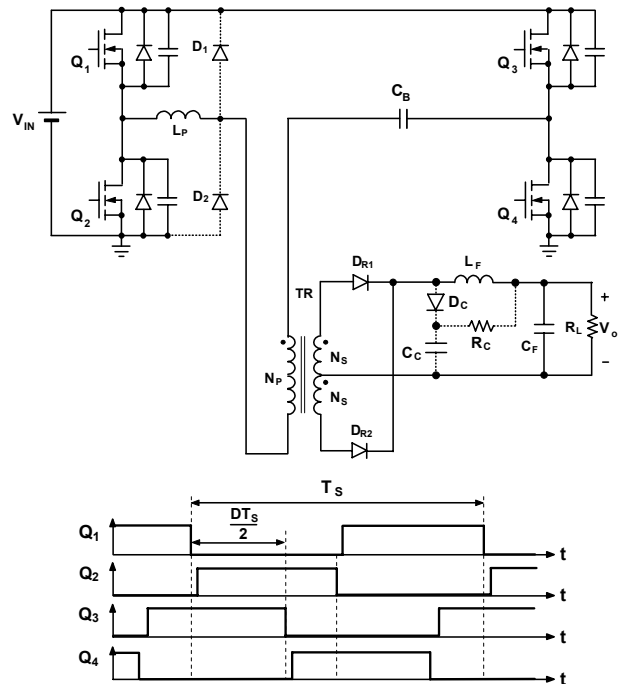 Q1
D1
Q3
VIN
LP
CB
Q2
D2
Q4
TR
DR1
LF
DC
RC
CC
CF
RL
+
Vo
−
NP
NS
NS
DR2
TS
DTS
2
Q1
t
Q2
t
Q3
t
Q4
t